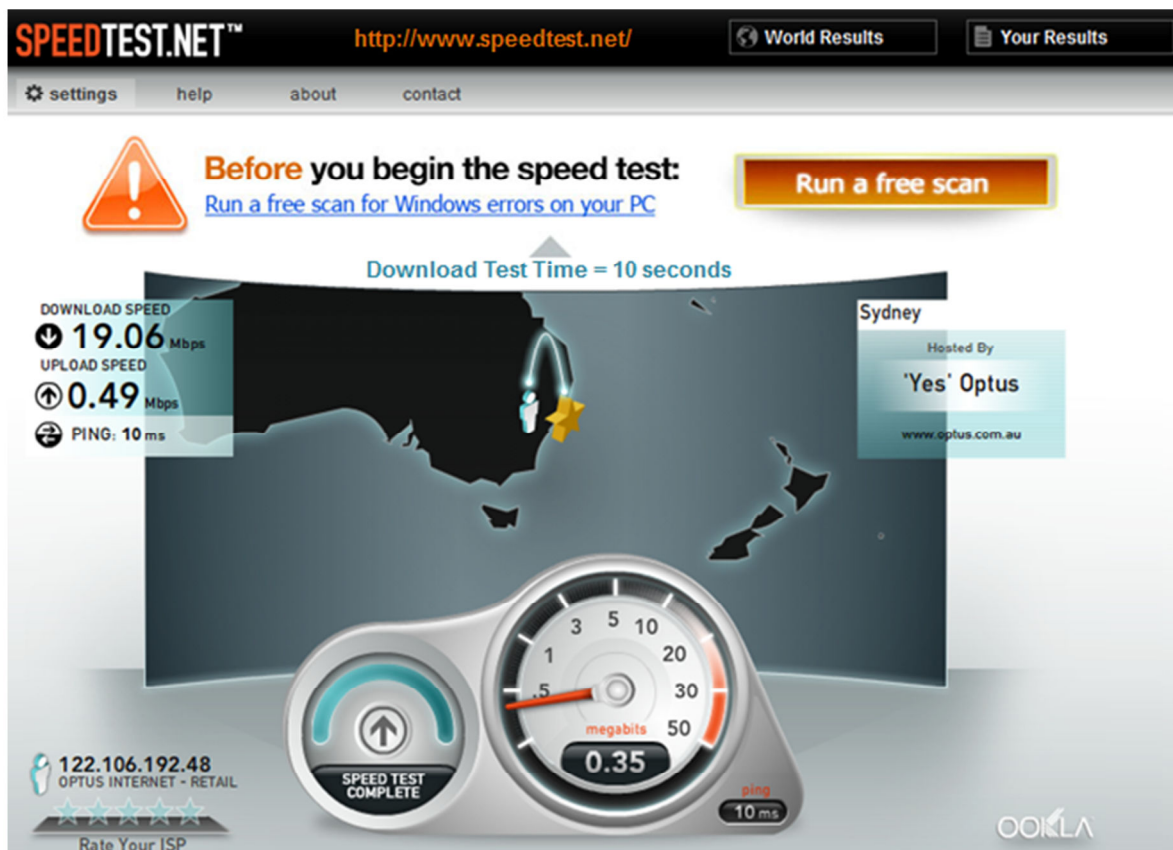 SPEEDTEST.NET™ http://www.speedtest.net/ World Results Your Results
settings help about contact
Before you begin the speed test:
Run a free scan for Windows errors on your PC
Run a free scan
Download Test Time = 10 seconds
DOWNLOAD SPEED
19.06 Mbps
UPLOAD SPEED
0.49 Mbps
PING: 10 ms
Sydney
Hosted By
'Yes' Optus
www.optus.com.au
.5 1 3 5 10 20 30 50
megabits
0.35
SPEED TEST
COMPLETE
ping
10 ms
122.106.192.48
OPTUS INTERNET - RETAIL
Rate Your ISP
OOKLA